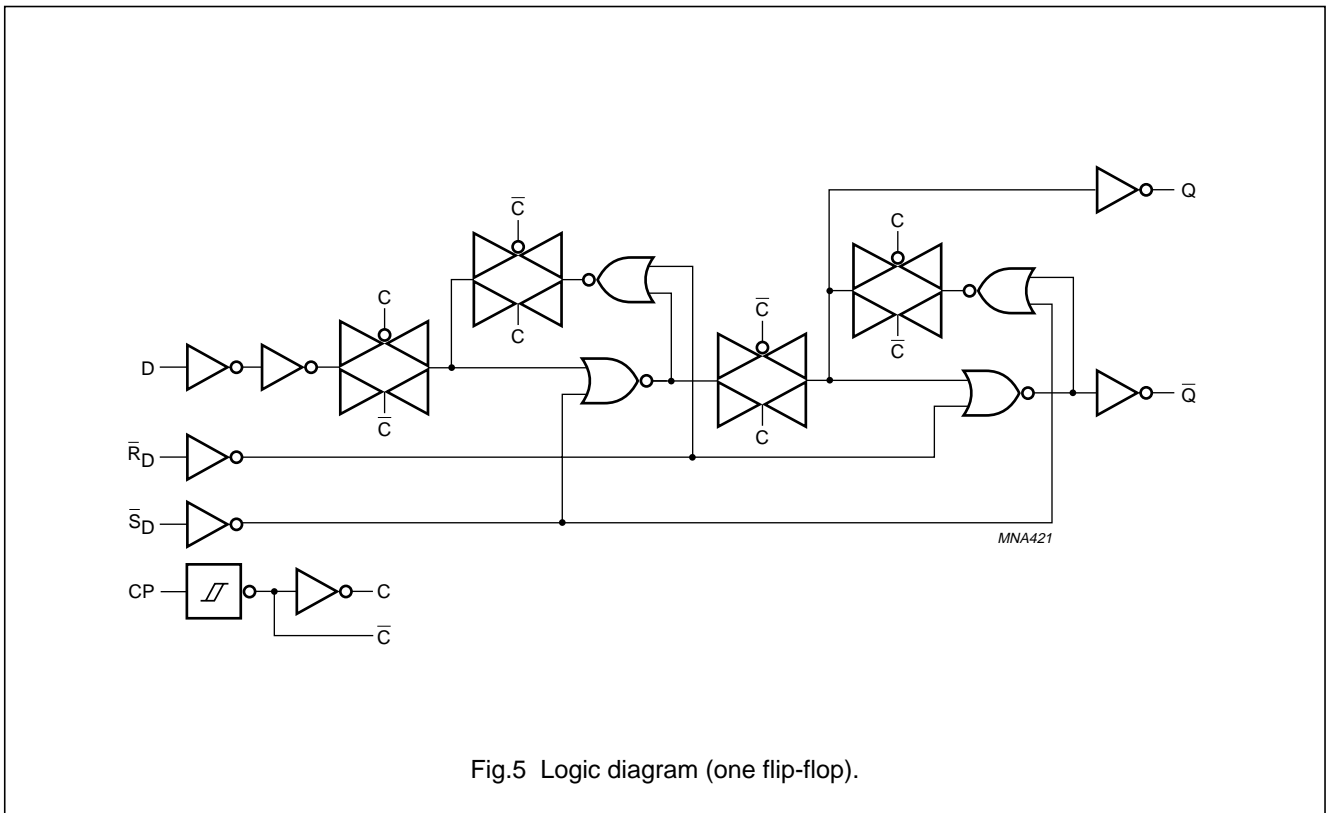 Q
C̅
C
C
C̅
C
C̅
D
C̅
C
Q̅
R̅D
S̅D
MNA421
CP
C
C̅
Fig.5 Logic diagram (one flip-flop).